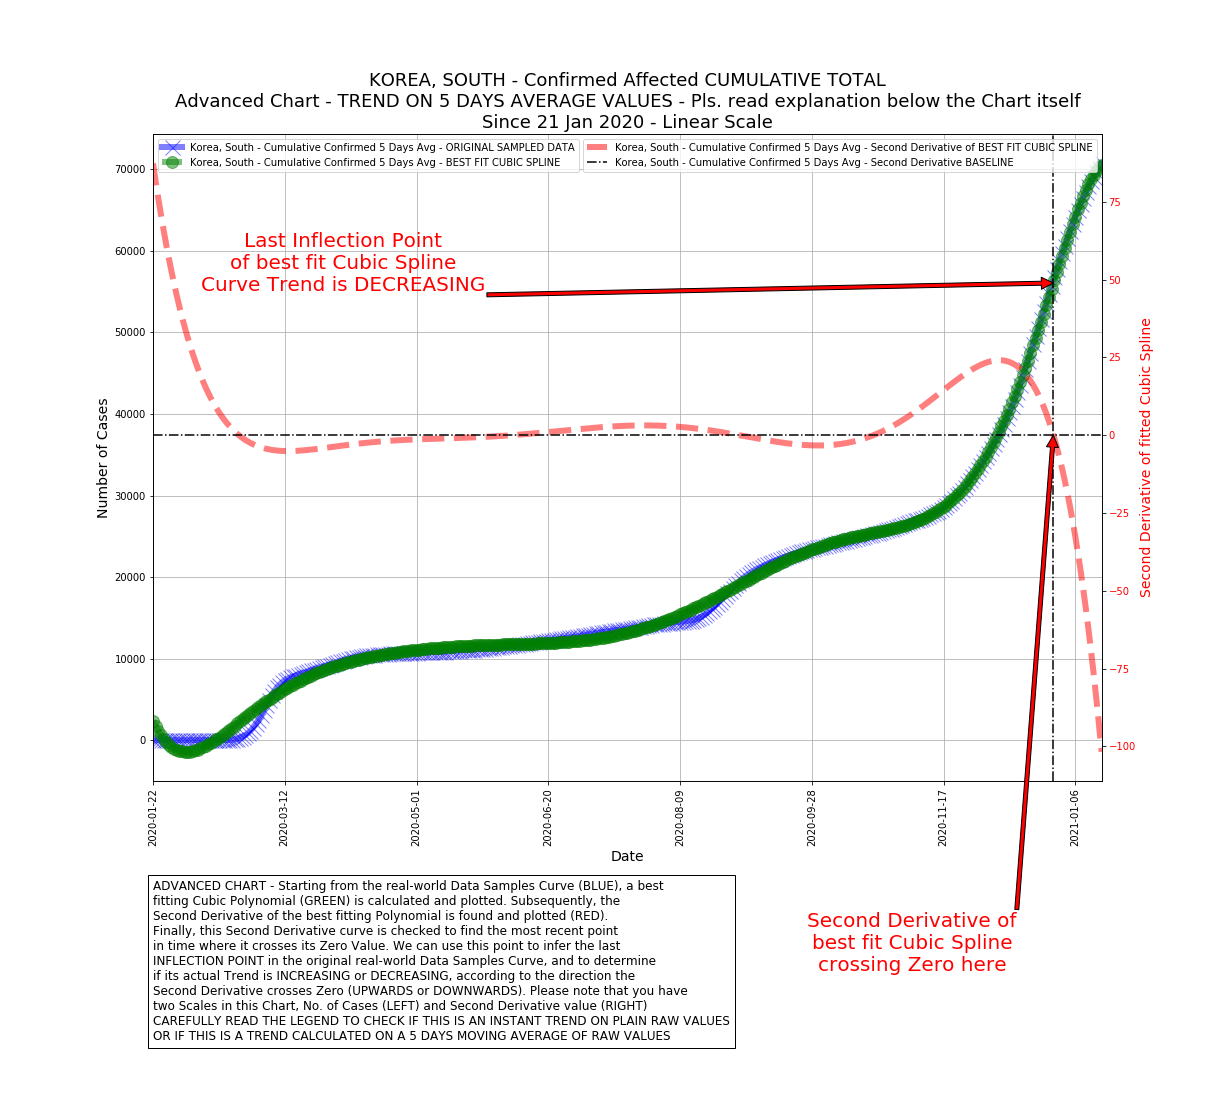 KOREA, SOUTH - Confirmed Affected CUMULATIVE TOTAL
Advanced Chart - TREND ON 5 DAYS AVERAGE VALUES - Pls. read explanation below the Chart itself
Since 21 Jan 2020 - Linear Scale
Korea, South - Cumulative Confirmed 5 Days Avg - ORIGINAL SAMPLED DATA
Korea, South - Cumulative Confirmed 5 Days Avg - BEST FIT CUBIC SPLINE
Korea, South - Cumulative Confirmed 5 Days Avg - Second Derivative of BEST FIT CUBIC SPLINE
Korea, South - Cumulative Confirmed 5 Days Avg - Second Derivative BASELINE
Last Inflection Point
of best fit Cubic Spline
Curve Trend is DECREASING
Number of Cases
70000
60000
50000
40000
30000
20000
10000
0
75
50
25
0
−25
−50
−75
−100
Second Derivative of fitted Cubic Spline
2020-01-22
2020-03-12
2020-05-01
2020-06-20
2020-08-09
2020-09-28
2020-11-17
2021-01-06
Date
ADVANCED CHART - Starting from the real-world Data Samples Curve (BLUE), a best
fitting Cubic Polynomial (GREEN) is calculated and plotted. Subsequently, the
Second Derivative of the best fitting Polynomial is found and plotted (RED).
Finally, this Second Derivative curve is checked to find the most recent point
in time where it crosses its Zero Value. We can use this point to infer the last
INFLECTION POINT in the original real-world Data Samples Curve, and to determine
if its actual Trend is INCREASING or DECREASING, according to the direction the
Second Derivative crosses Zero (UPWARDS or DOWNWARDS). Please note that you have
two Scales in this Chart, No. of Cases (LEFT) and Second Derivative value (RIGHT)
CAREFULLY READ THE LEGEND TO CHECK IF THIS IS AN INSTANT TREND ON PLAIN RAW VALUES
OR IF THIS IS A TREND CALCULATED ON A 5 DAYS MOVING AVERAGE OF RAW VALUES
Second Derivative of
best fit Cubic Spline
crossing Zero here